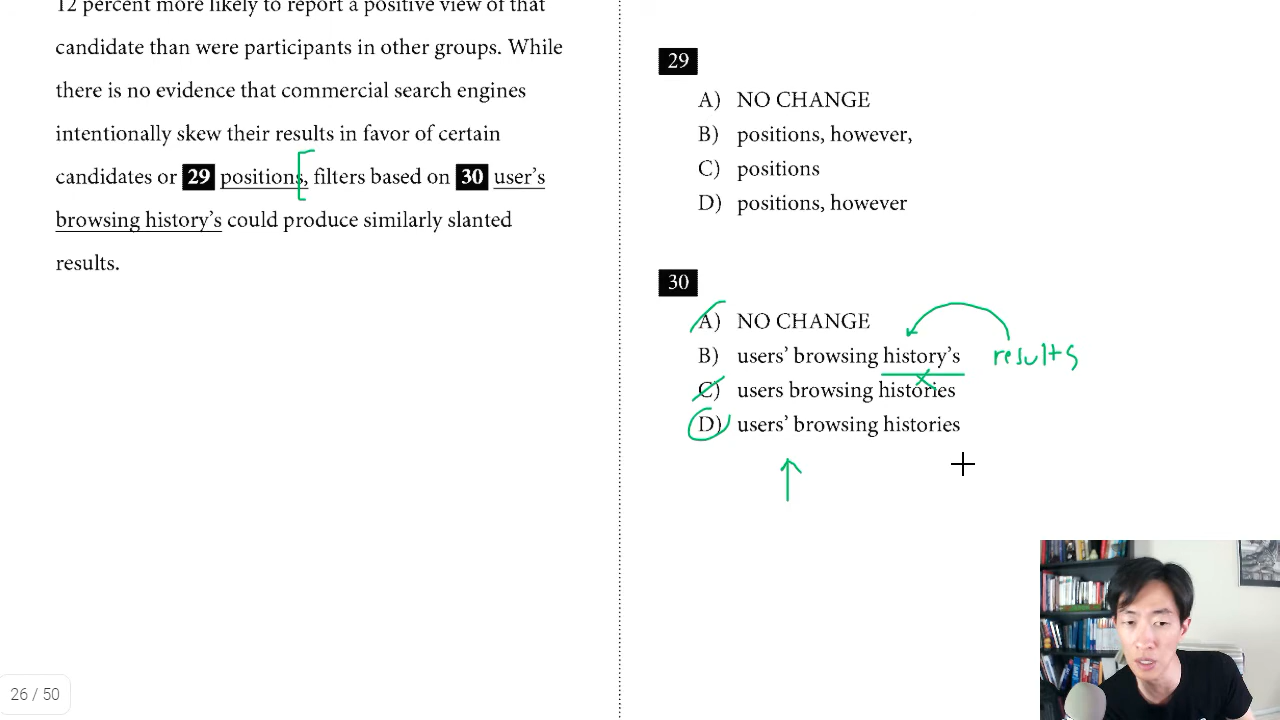 12 percent more likely to report a positive view of that
candidate than were participants in other groups. While
there is no evidence that commercial search engines
intentionally skew their results in favor of certain
candidates or 29 positions, filters based on 30 user's
browsing history's could produce similarly slanted
results.
29
A) NO CHANGE
B) positions, however,
C) positions
D) positions, however
30
A) NO CHANGE
B) users' browsing history's results
C) users browsing histories
D) users' browsing histories
26 / 50